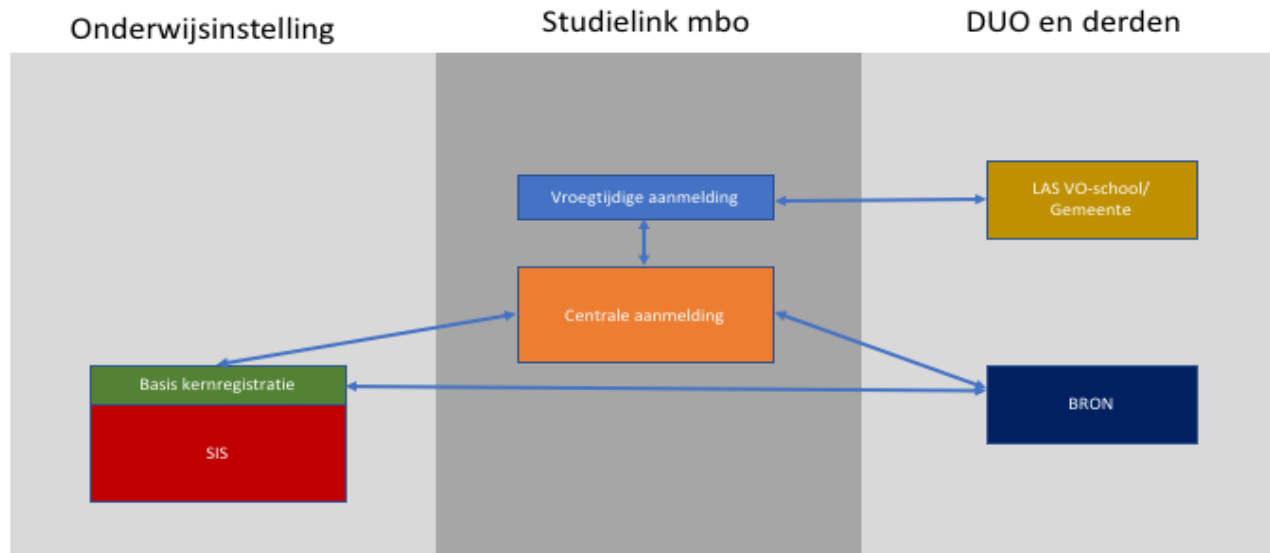 Onderwijsinstelling
Studielink mbo
DUO en derden
Vroegtijdige aanmelding
LAS VO-school/
Gemeente
Centrale aanmelding
Basis kernregistratie
SIS
BRON